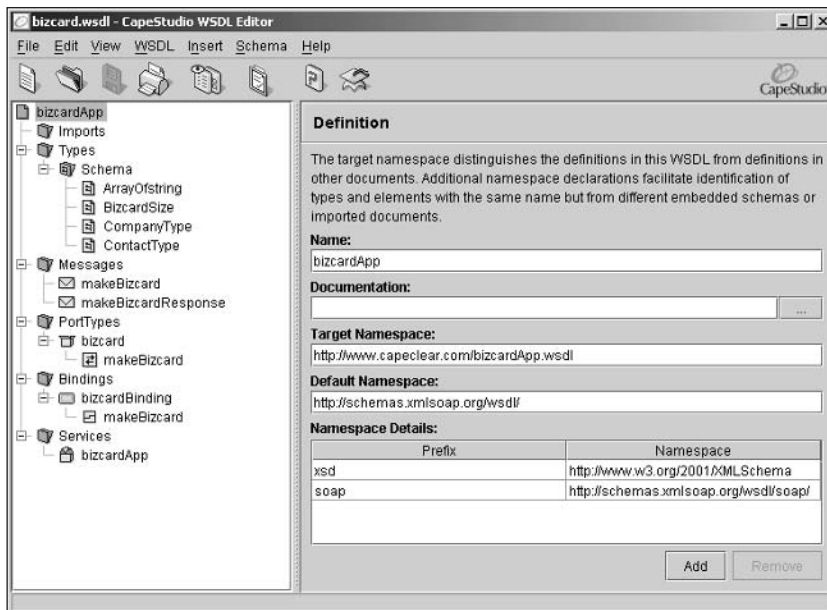 bizcard.wsdl - CapeStudio WSDL Editor
File Edit View WSDL Insert Schema Help
CapeStudio
bizcardApp
Imports
Types
Schema
ArrayOfstring
BizcardSize
CompanyType
ContactType
Messages
makeBizcard
makeBizcardResponse
PortTypes
bizcard
makeBizcard
Bindings
bizcardBinding
makeBizcard
Services
bizcardApp
Definition
The target namespace distinguishes the definitions in this WSDL from definitions in
other documents. Additional namespace declarations facilitate identification of
types and elements with the same name but from different embedded schemas or
imported documents.
Name:
bizcardApp
Documentation:
...
Target Namespace:
http://www.capeclear.com/bizcardApp.wsdl
Default Namespace:
http://schemas.xmlsoap.org/wsdl/
Namespace Details:
Prefix Namespace
xsd http://www.w3.org/2001/XMLSchema
soap http://schemas.xmlsoap.org/wsdl/soap/
Add Remove